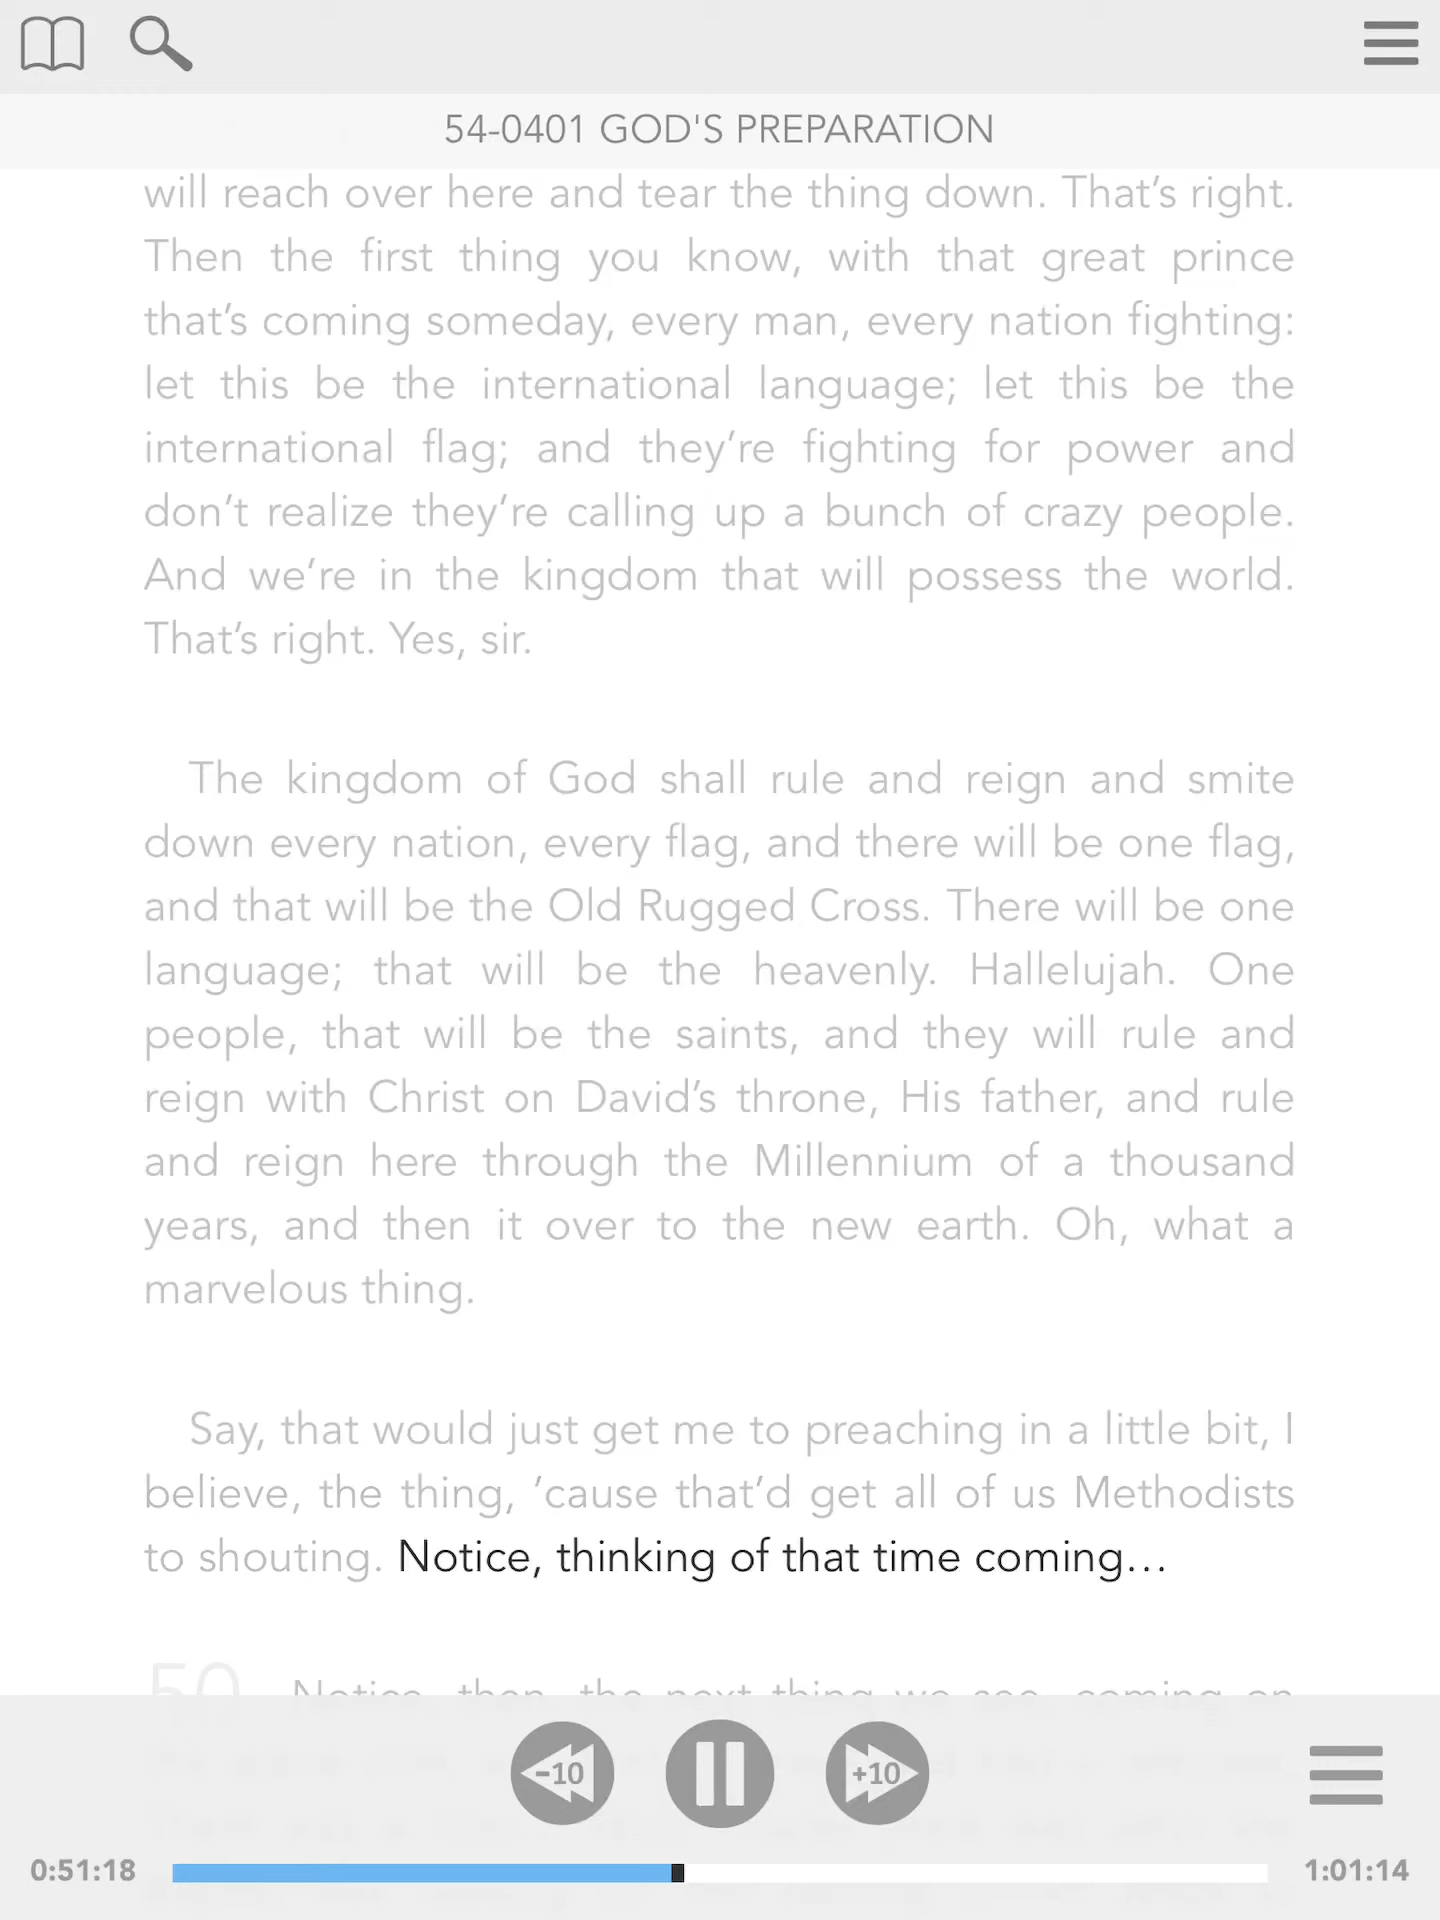 54-0401 GOD'S PREPARATION
will reach over here and tear the thing down. That’s right.
Then the first thing you know, with that great prince
that’s coming someday, every man, every nation fighting:
let this be the international language; let this be the
international flag; and they’re fighting for power and
don’t realize they’re calling up a bunch of crazy people.
And we’re in the kingdom that will possess the world.
That’s right. Yes, sir.
The kingdom of God shall rule and reign and smite
down every nation, every flag, and there will be one flag,
and that will be the Old Rugged Cross. There will be one
language; that will be the heavenly. Hallelujah. One
people, that will be the saints, and they will rule and
reign with Christ on David’s throne, His father, and rule
and reign here through the Millennium of a thousand
years, and then it over to the new earth. Oh, what a
marvelous thing.
Say, that would just get me to preaching in a little bit, I
believe, the thing, ’cause that’d get all of us Methodists
to shouting. Notice, thinking of that time coming…
50 Notice, then, the next thing we see, coming on
-10 +10
0:51:18 1:01:14